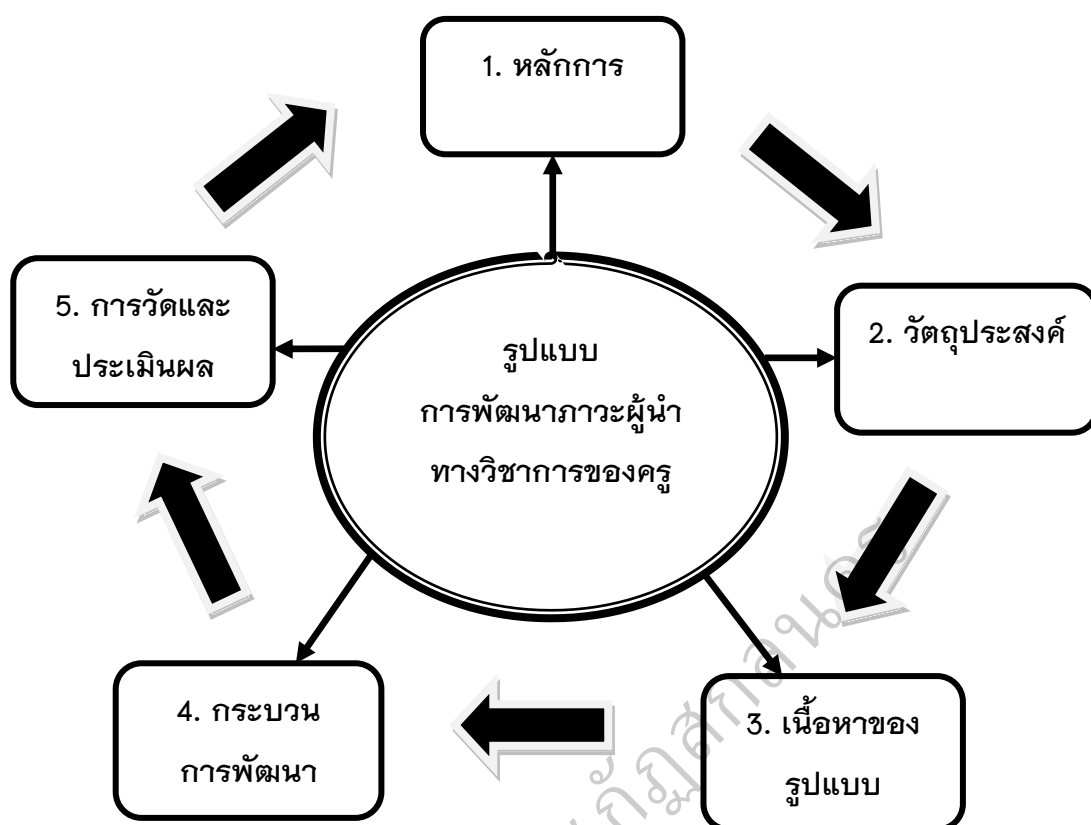 1. หลักการ
2. วัตถุประสงค์
3. เนื้อหาของ
รูปแบบ
4. กระบวน
การพัฒนา
5. การวัดและ
ประเมินผล
รูปแบบ
การพัฒนาภาวะผู้นำ
ทางวิชาการของครู